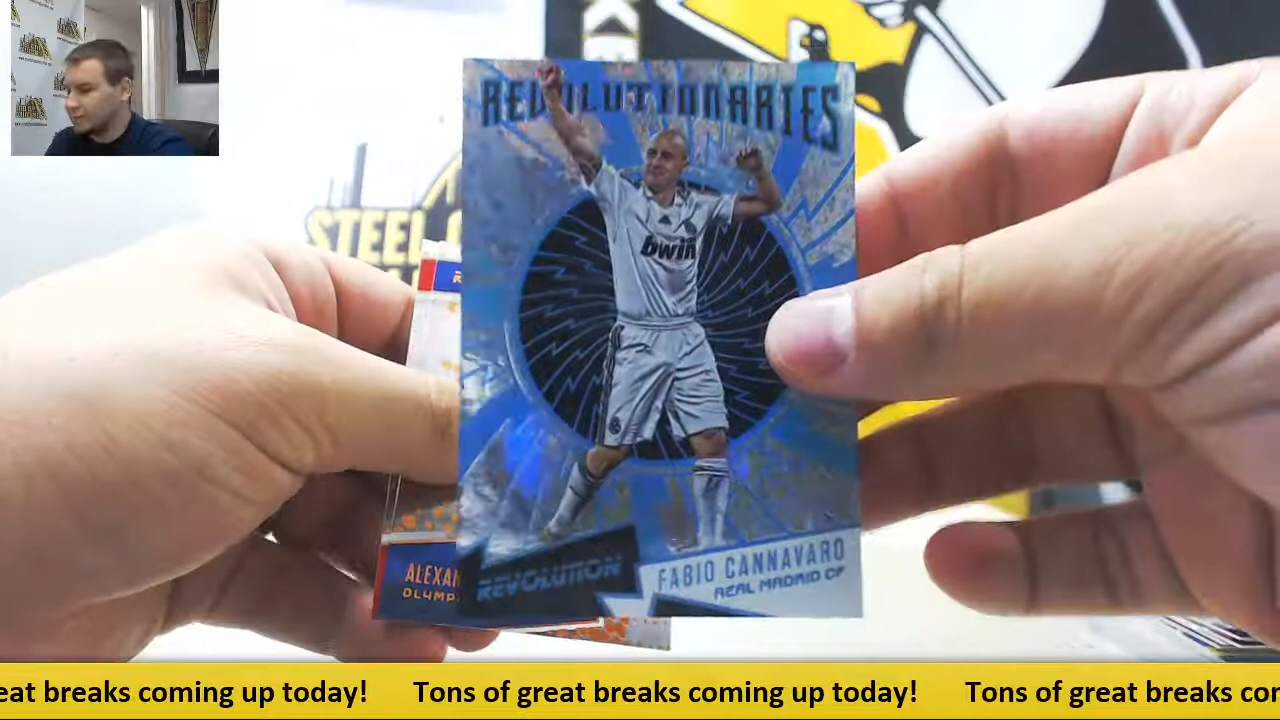 REVOLUTIONARIES
bwin
STEEL
REVOLUTION
FABIO CANNAVARO
REAL MADRID CF
ALEXAN
OLYMP
eat breaks coming up today! Tons of great breaks coming up today! Tons of great breaks con